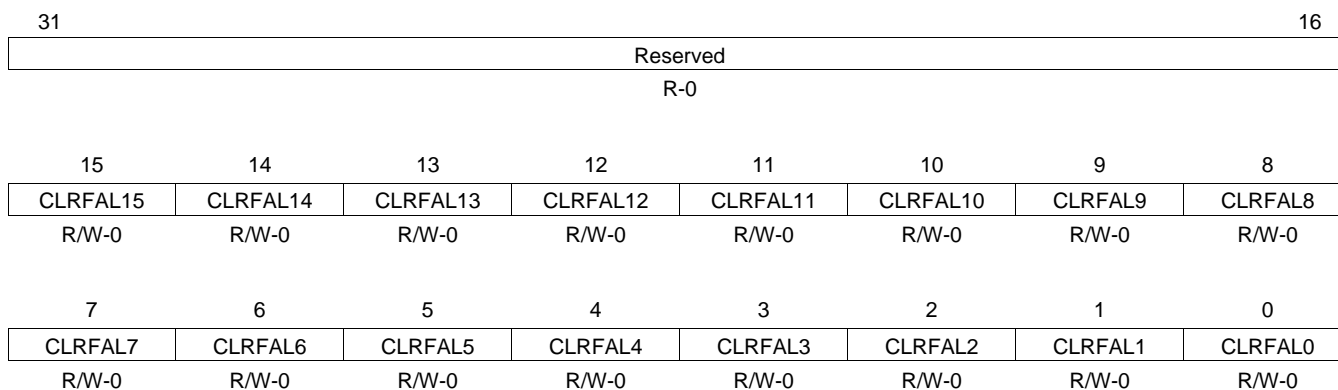 31 16
Reserved
R-0
15 14 13 12 11 10 9 8
CLRFAL15 CLRFAL14 CLRFAL13 CLRFAL12 CLRFAL11 CLRFAL10 CLRFAL9 CLRFAL8
R/W-0 R/W-0 R/W-0 R/W-0 R/W-0 R/W-0 R/W-0 R/W-0
7 6 5 4 3 2 1 0
CLRFAL7 CLRFAL6 CLRFAL5 CLRFAL4 CLRFAL3 CLRFAL2 CLRFAL1 CLRFAL0
R/W-0 R/W-0 R/W-0 R/W-0 R/W-0 R/W-0 R/W-0 R/W-0